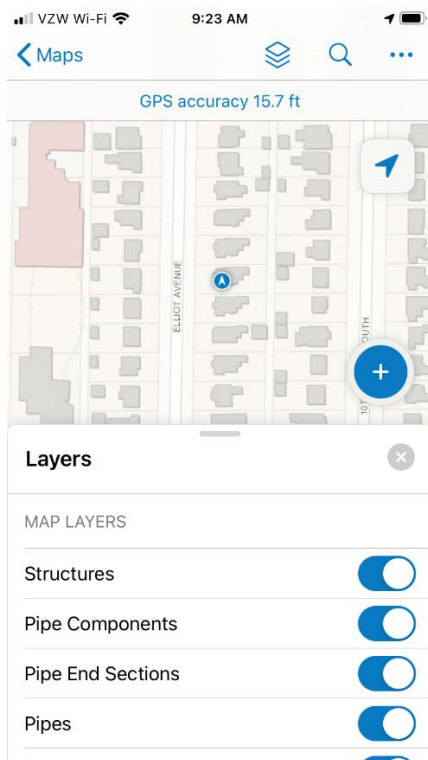 VZW Wi-Fi 9:23 AM
Maps
GPS accuracy 15.7 ft
ELLIOT AVENUE
Layers
MAP LAYERS
Structures
Pipe Components
Pipe End Sections
Pipes